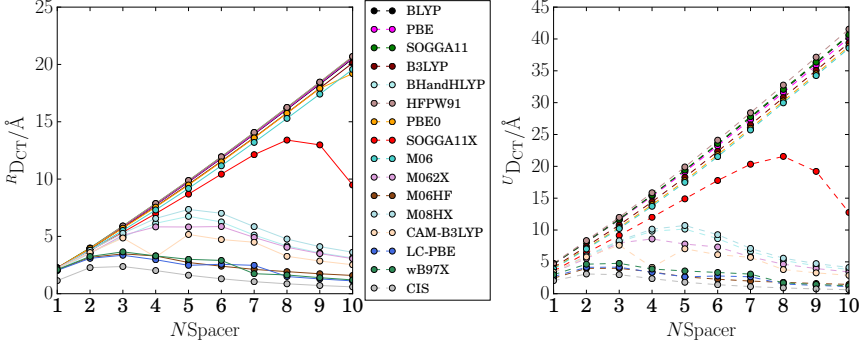 25
20
15
10
5
0
1 2 3 4 5 6 7 8 9 10
NSpacer
R D CT /Å
BLYP
PBE
SOGGA11
B3LYP
BHandHLYP
HFPW91
PBE0
SOGGA11X
M06
M062X
M06HF
M08HX
CAM-B3LYP
LC-PBE
wB97X
CIS
45
40
35
30
25
20
15
10
5
0
1 2 3 4 5 6 7 8 9 10
NSpacer
U D CT /Å